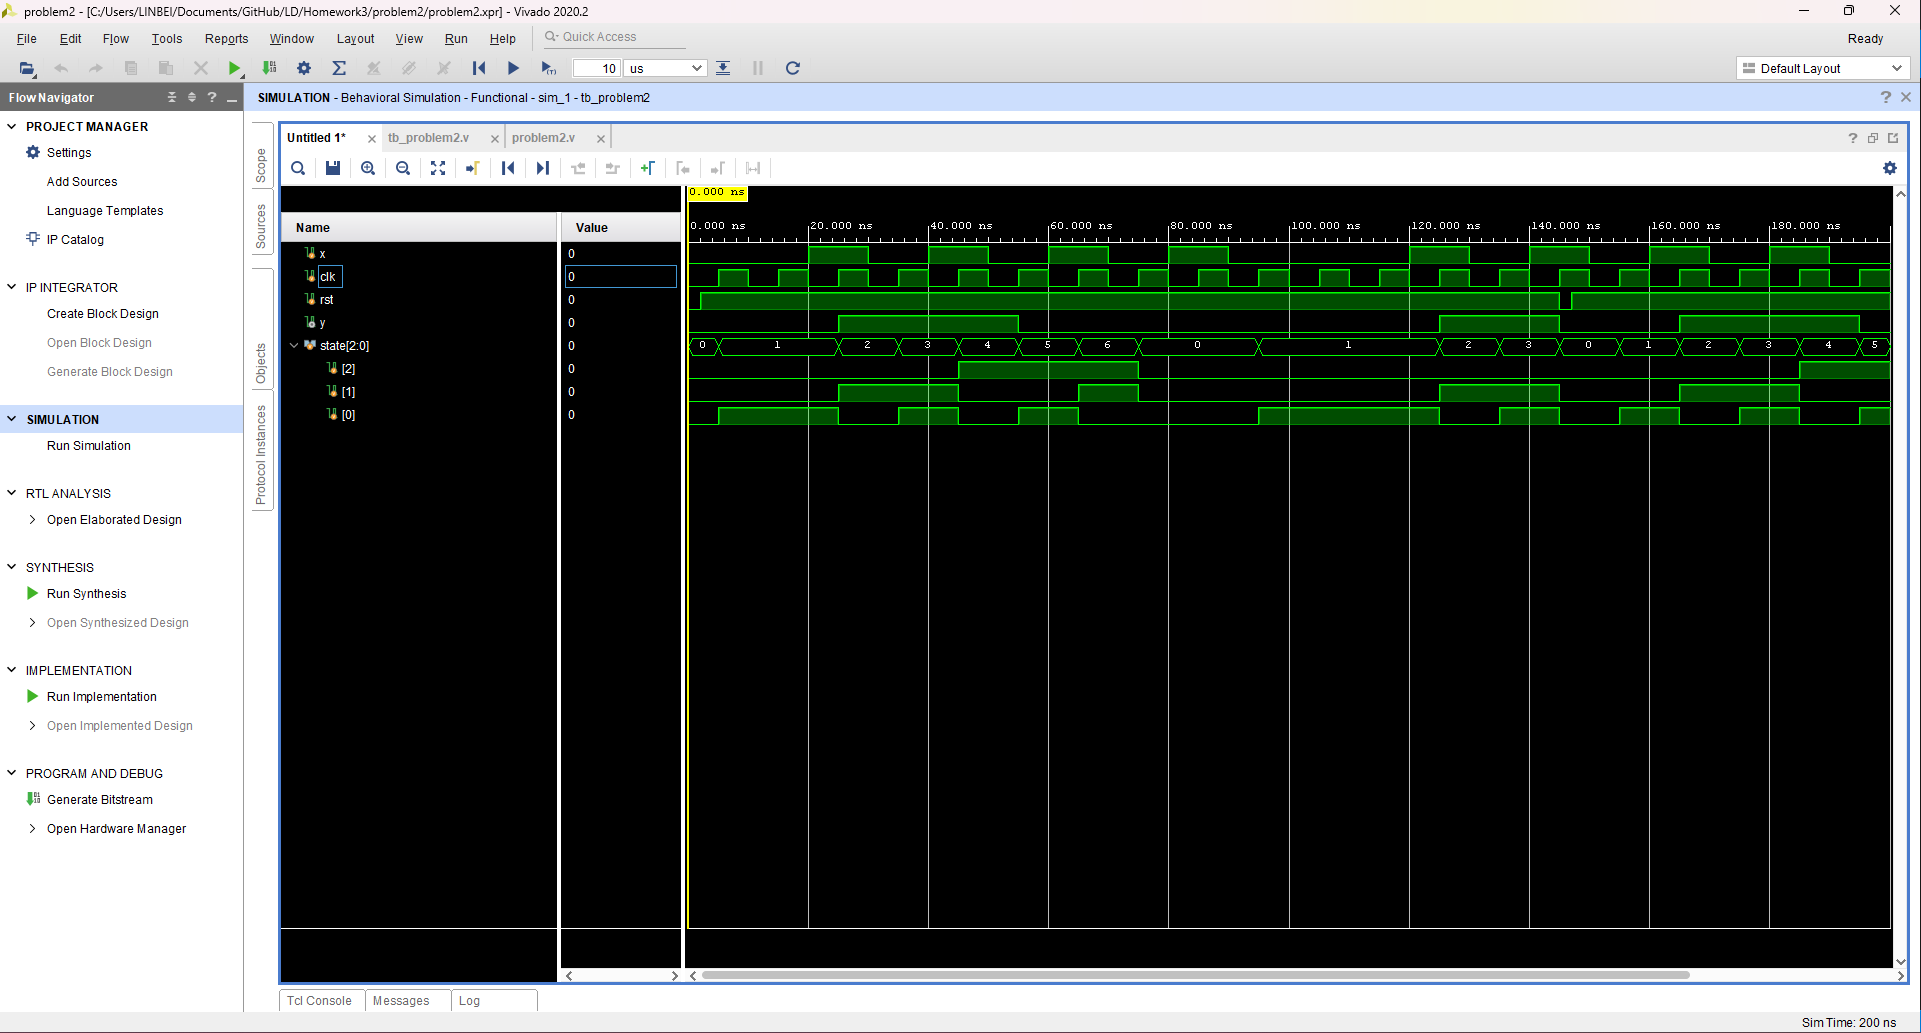 problem2 - [C:/Users/LINBEI/Documents/GitHub/LD/Homework3/problem2/problem2.xpr] - Vivado 2020.2
File Edit Flow Tools Reports Window Layout View Run Help Quick Access Ready
10 us Default Layout
Flow Navigator
PROJECT MANAGER
Settings
Add Sources
Language Templates
IP Catalog
IP INTEGRATOR
Create Block Design
Open Block Design
Generate Block Design
SIMULATION
Run Simulation
RTL ANALYSIS
Open Elaborated Design
SYNTHESIS
Run Synthesis
Open Synthesized Design
IMPLEMENTATION
Run Implementation
Open Implemented Design
PROGRAM AND DEBUG
Generate Bitstream
Open Hardware Manager
SIMULATION - Behavioral Simulation - Functional - sim_1 - tb_problem2
Scope
Sources
Objects
Protocol Instances
Untitled 1* tb_problem2.v problem2.v
0.000 ns
Name Value
0.000 ns 20.000 ns 40.000 ns 60.000 ns 80.000 ns 100.000 ns 120.000 ns 140.000 ns 160.000 ns 180.000 ns
x 0
clk 0
rst 0
y 0
state[2:0] 0 0 1 2 3 4 5 6 0 1 2 3 0 1 2 3 4 5
[2] 0
[1] 0
[0] 0
Tcl Console Messages Log
Sim Time: 200 ns